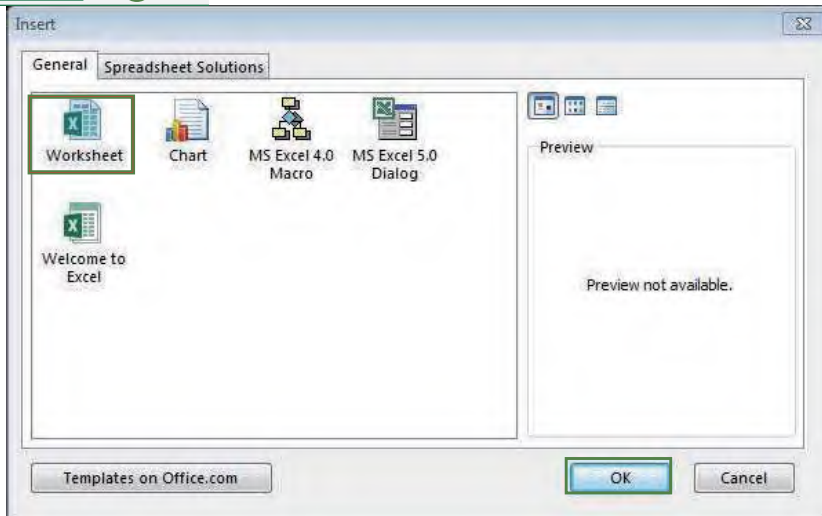 Insert
General Spreadsheet Solutions
Worksheet Chart MS Excel 4.0 Macro MS Excel 5.0 Dialog
Welcome to Excel
Preview
Preview not available.
Templates on Office.com OK Cancel